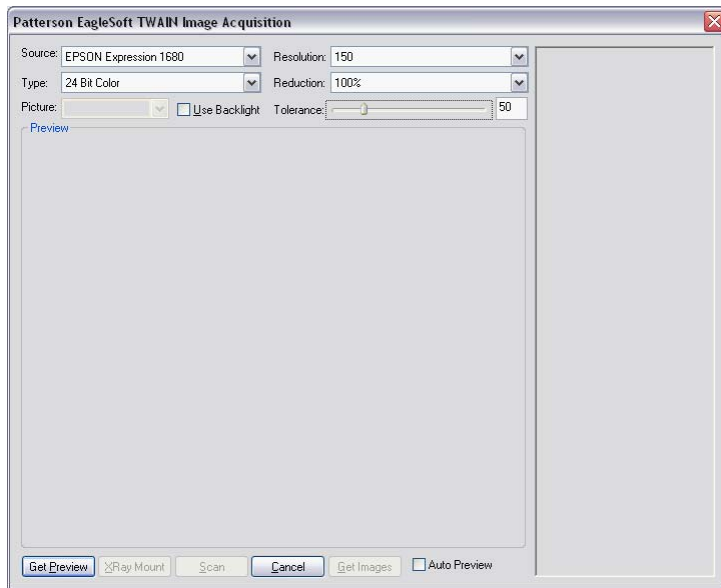 Patterson EagleSoft TWAIN Image Acquisition
Source: EPSON Expression 1680 Resolution: 150
Type: 24 Bit Color Reduction: 100%
Picture: Use Backlight Tolerance: 50
Preview
Get Preview XRay Mount Scan Cancel Get Images Auto Preview